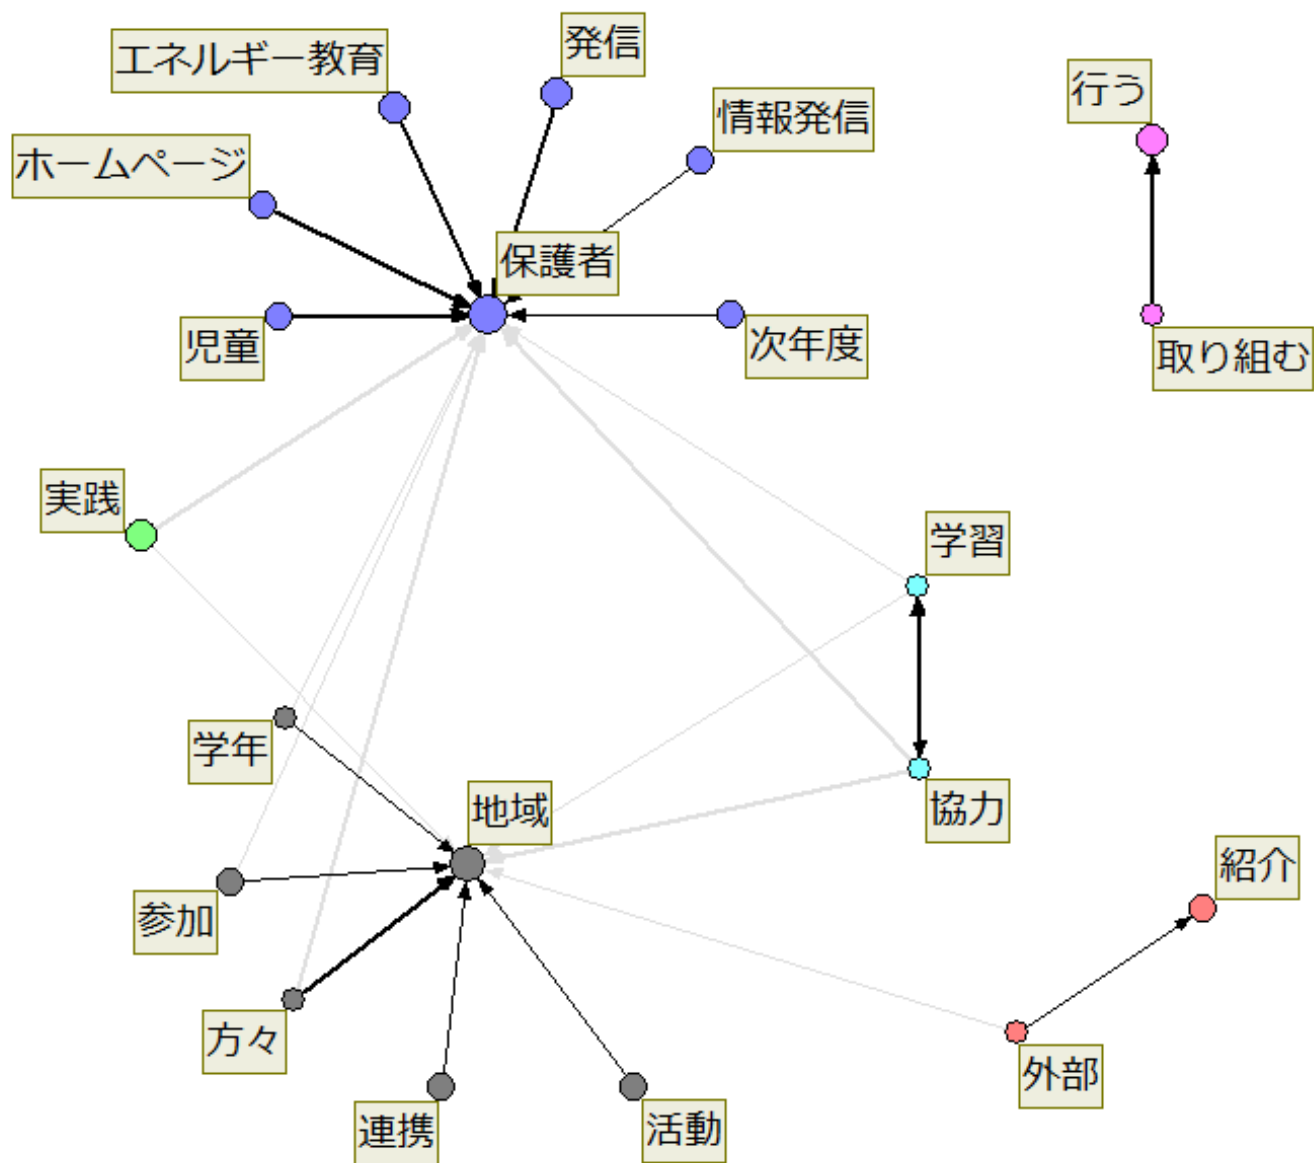 エネルギー教育
発信
情報発信
行う
ホームページ
保護者
児童
次年度
取り組む
実践
学習
学年
地域
協力
紹介
参加
方々
外部
連携
活動